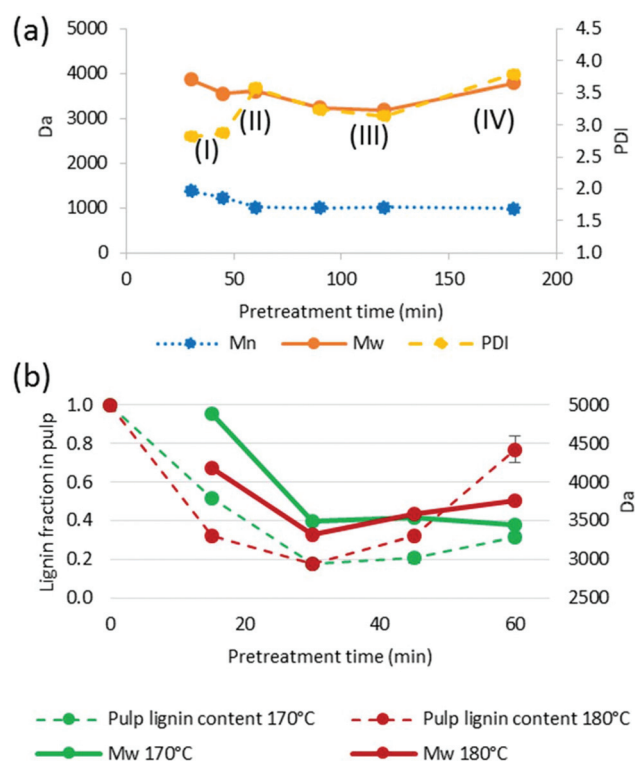 (a)
5000 4.5
4000 4.0
3000 3.5
2000 3.0
1000 2.5
0 2.0
1.5
1.0
Da
PDI
(I) (II) (III) (IV)
0 50 100 150 200
Pretreatment time (min)
Mn Mw PDI
(b)
1.0 5000
0.8 4500
0.6 4000
0.4 3500
0.2 3000
0.0 2500
Lignin fraction in pulp
Da
0 20 40 60
Pretreatment time (min)
Pulp lignin content 170°C Pulp lignin content 180°C
Mw 170°C Mw 180°C